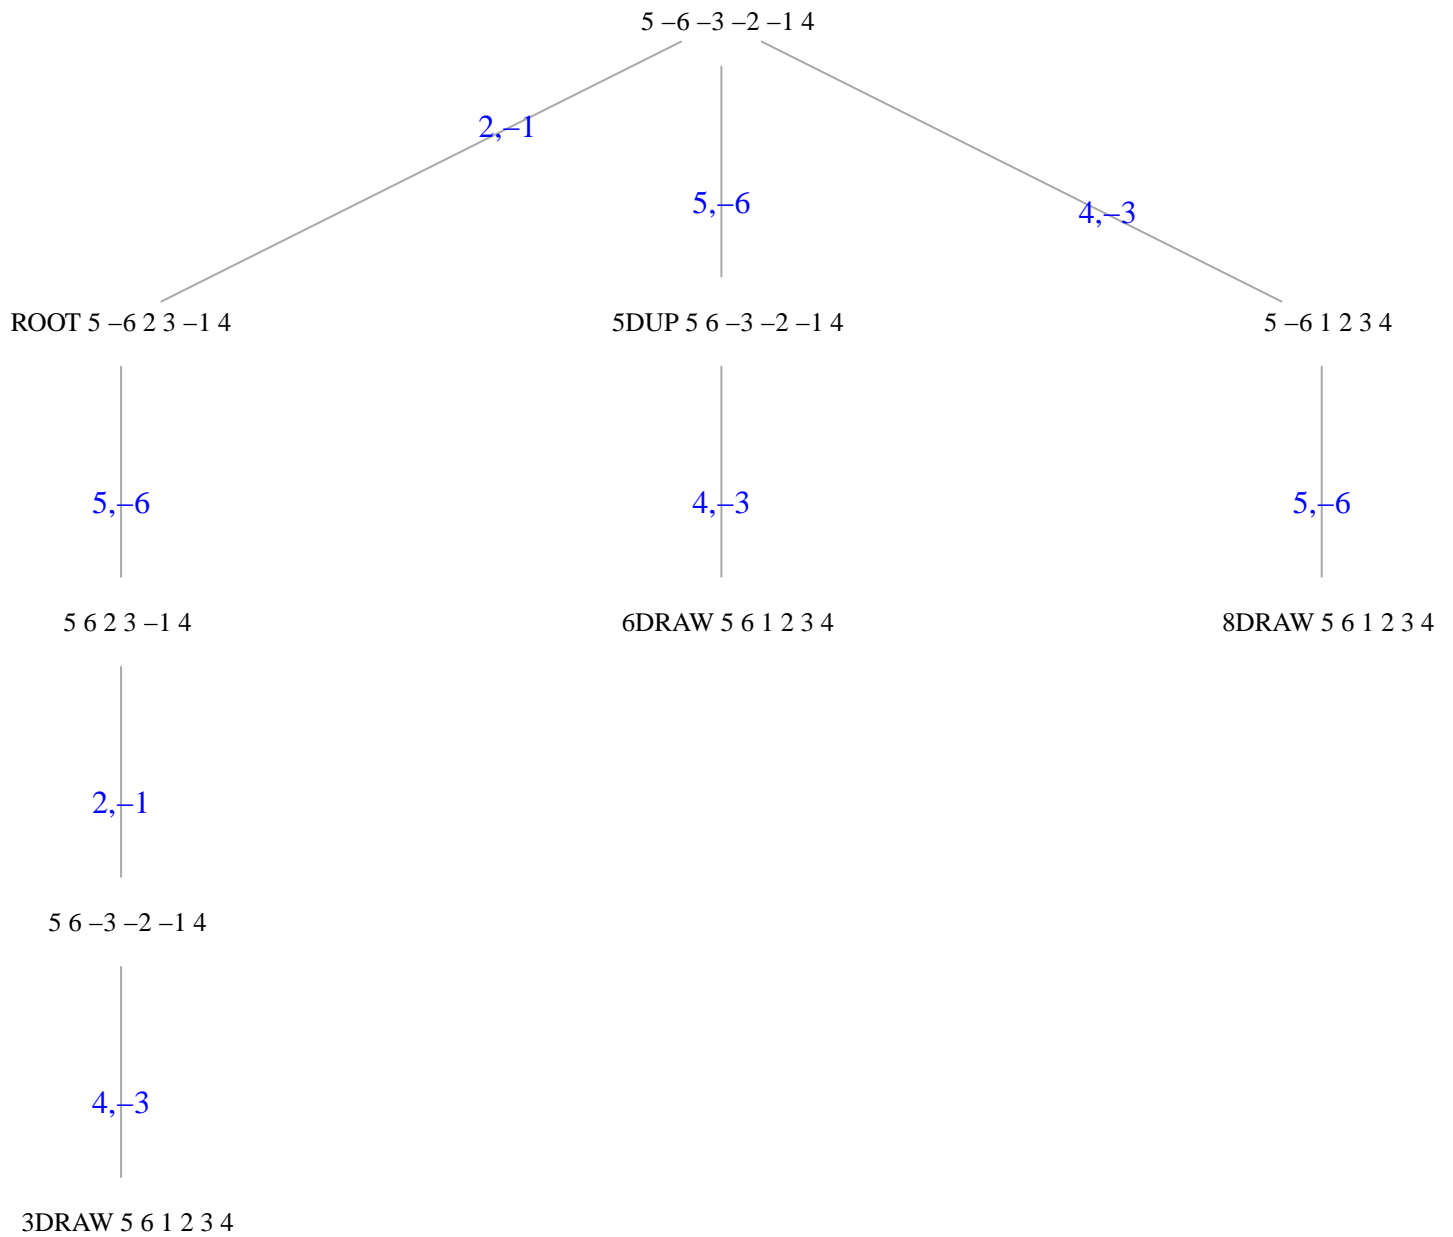 5 –6 –3 –2 –1 4
2,–1
5,–6
4,–3
ROOT 5 –6 2 3 –1 4
5DUP 5 6 –3 –2 –1 4
5 –6 1 2 3 4
5,–6
4,–3
5,–6
5 6 2 3 –1 4
6DRAW 5 6 1 2 3 4
8DRAW 5 6 1 2 3 4
2,–1
5 6 –3 –2 –1 4
4,–3
3DRAW 5 6 1 2 3 4